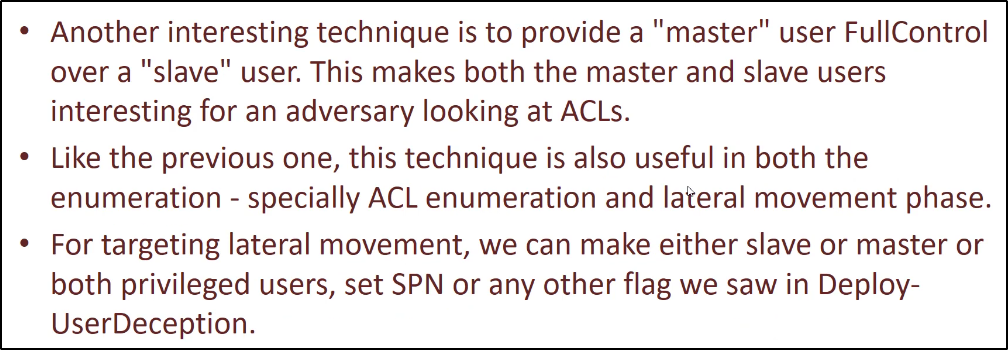 • Another interesting technique is to provide a "master" user FullControl
over a "slave" user. This makes both the master and slave users
interesting for an adversary looking at ACLs.
• Like the previous one, this technique is also useful in both the
enumeration - specially ACL enumeration and lateral movement phase.
• For targeting lateral movement, we can make either slave or master or
both privileged users, set SPN or any other flag we saw in Deploy-
UserDeception.